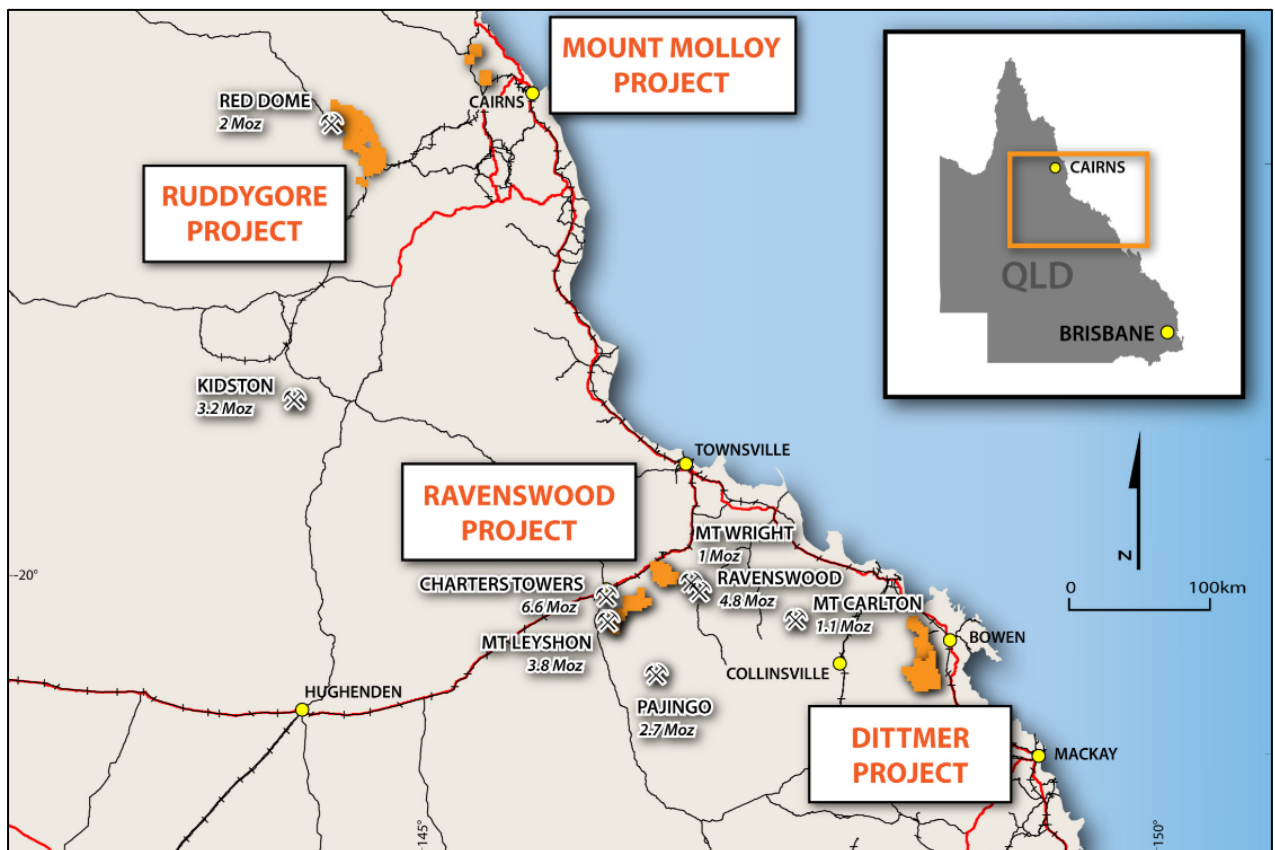 MOUNT MOLLOY
PROJECT
CAIRNS
RED DOME
2 Moz
RUDDYGORE
PROJECT
CAIRNS
QLD
BRISBANE
KIDSTON
3.2 Moz
TOWNSVILLE
RAVENSWOOD
PROJECT
MT WRIGHT
1 Moz
N
20°
CHARTERS TOWERS
6.6 Moz
RAVENSWOOD
4.8 Moz
MT CARLTON
1.1 Moz
0 100km
MT LEYSHON
3.8 Moz
BOWEN
COLLINSVILLE
HUGHENDEN
PAJINGO
2.7 Moz
DITTMER
PROJECT
MACKAY
145°
150°